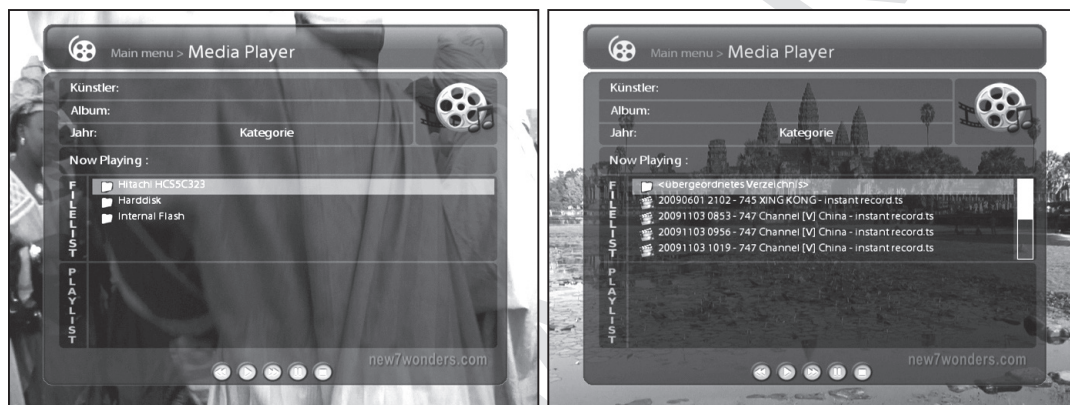 Main menu > Media Player
Künstler:
Album:
Jahr: Kategorie
Now Playing :
FILELIST
Hitachi HCS5C323
Harddisk
Internal Flash
PLAYLIST
new7wonders.com
Main menu > Media Player
Künstler:
Album:
Jahr: Kategorie
Now Playing :
FILELIST
<übergeordnetes Verzeichnis>
20090601 2102 - 745 XING KONG - instant record.ts
20091103 0853 - 747 Channel [V] China - instant record.ts
20091103 0956 - 747 Channel [V] China - instant record.ts
20091103 1019 - 747 Channel [V] China - instant record.ts
PLAYLIST
new7wonders.com